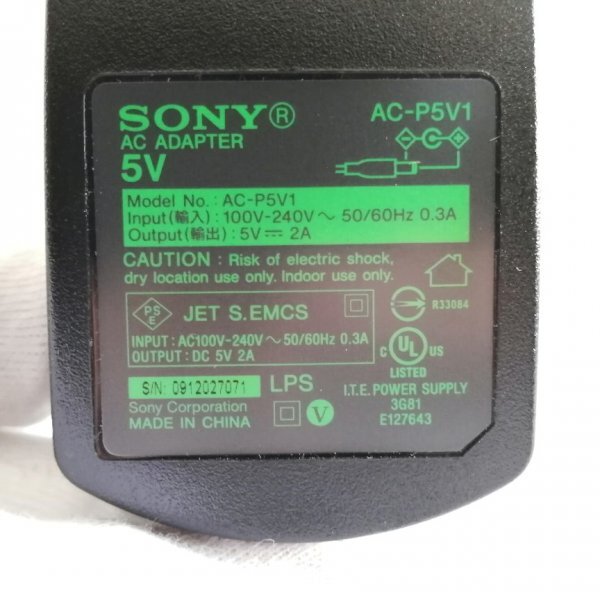 SONY® AC-P5V1
AC ADAPTER
5V
Model No.: AC-P5V1
Input(輸入): 100V-240V～ 50/60Hz 0.3A
Output(輸出): 5V⎓ 2A
CAUTION : Risk of electric shock,
dry location use only. Indoor use only.
PS
E
JET S.EMCS
INPUT: AC100V-240V～50/60Hz 0.3A
OUTPUT: DC 5V 2A
R33084
C UL US
LISTED
I.T.E. POWER SUPPLY
3G81
E127643
S/N: 0912027071
LPS
Sony Corporation
MADE IN CHINA
V